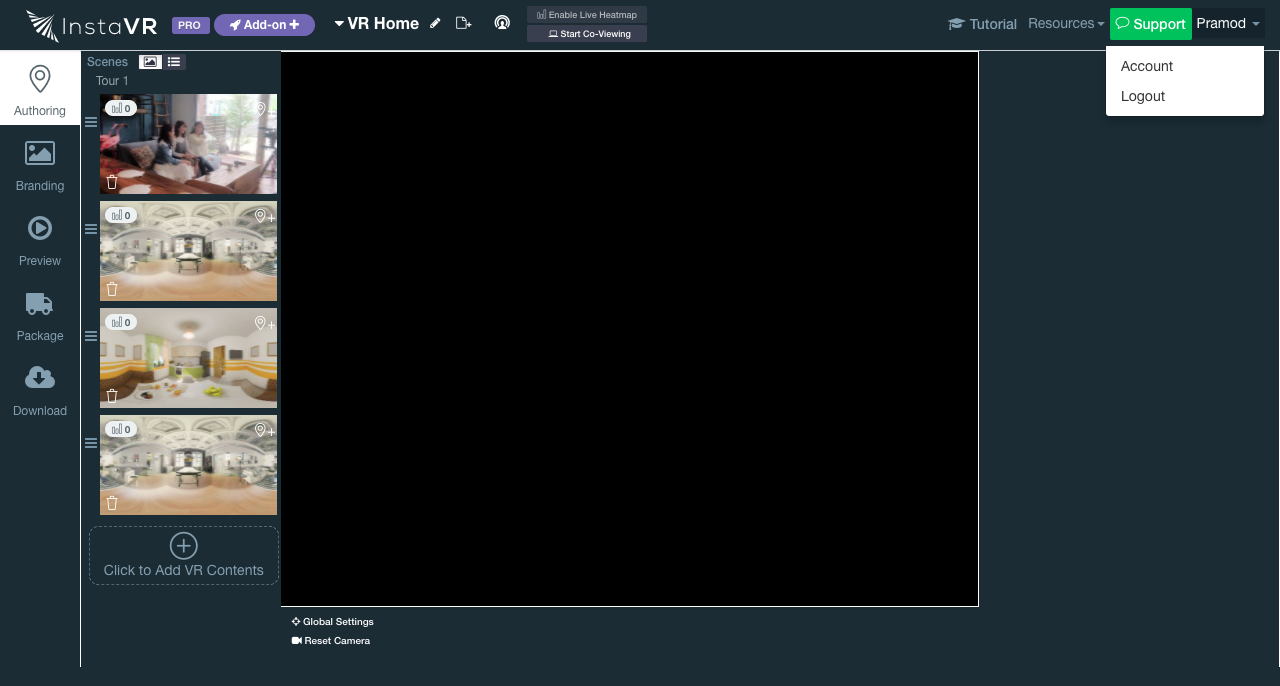 InstaVR
PRO
Add-on
VR Home
Enable Live Heatmap
Start Co-Viewing
Tutorial
Resources
Support
Pramod
Account
Logout
Authoring
Branding
Preview
Package
Download
Scenes
Tour 1
0
0
0
0
Click to Add VR Contents
Global Settings
Reset Camera